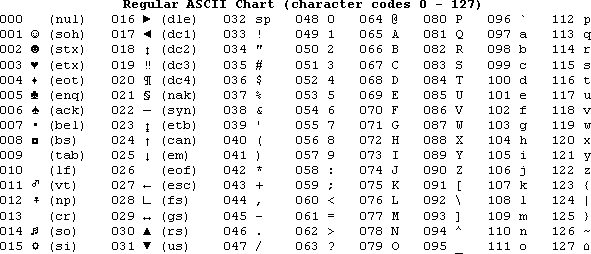 Regular ASCII Chart (character codes 0 - 127)
000 (nul) 016 ► (dle) 032 sp 048 0 064 @ 080 P 096 ` 112 p
001 ☺ (soh) 017 ◄ (dc1) 033 ! 049 1 065 A 081 Q 097 a 113 q
002 ☻ (stx) 018 ↕ (dc2) 034 " 050 2 066 B 082 R 098 b 114 r
003 ♥ (etx) 019 ‼ (dc3) 035 # 051 3 067 C 083 S 099 c 115 s
004 ♦ (eot) 020 ¶ (dc4) 036 $ 052 4 068 D 084 T 100 d 116 t
005 ♣ (enq) 021 § (nak) 037 % 053 5 069 E 085 U 101 e 117 u
006 ♠ (ack) 022 ▬ (syn) 038 & 054 6 070 F 086 V 102 f 118 v
007 • (bel) 023 ↨ (etb) 039 ' 055 7 071 G 087 W 103 g 119 w
008 ◘ (bs) 024 ↑ (can) 040 ( 056 8 072 H 088 X 104 h 120 x
009 (tab) 025 ↓ (em) 041 ) 057 9 073 I 089 Y 105 i 121 y
010 (lf) 026 (eof) 042 * 058 : 074 J 090 Z 106 j 122 z
011 ♂ (vt) 027 ← (esc) 043 + 059 ; 075 K 091 [ 107 k 123 {
012 ♀ (np) 028 ∟ (fs) 044 , 060 < 076 L 092 \ 108 l 124 |
013 (cr) 029 ↔ (gs) 045 - 061 = 077 M 093 ] 109 m 125 }
014 ♫ (so) 030 ▲ (rs) 046 . 062 > 078 N 094 ^ 110 n 126 ~
015 ☼ (si) 031 ▼ (us) 047 / 063 ? 079 O 095 _ 111 o 127 ⌂